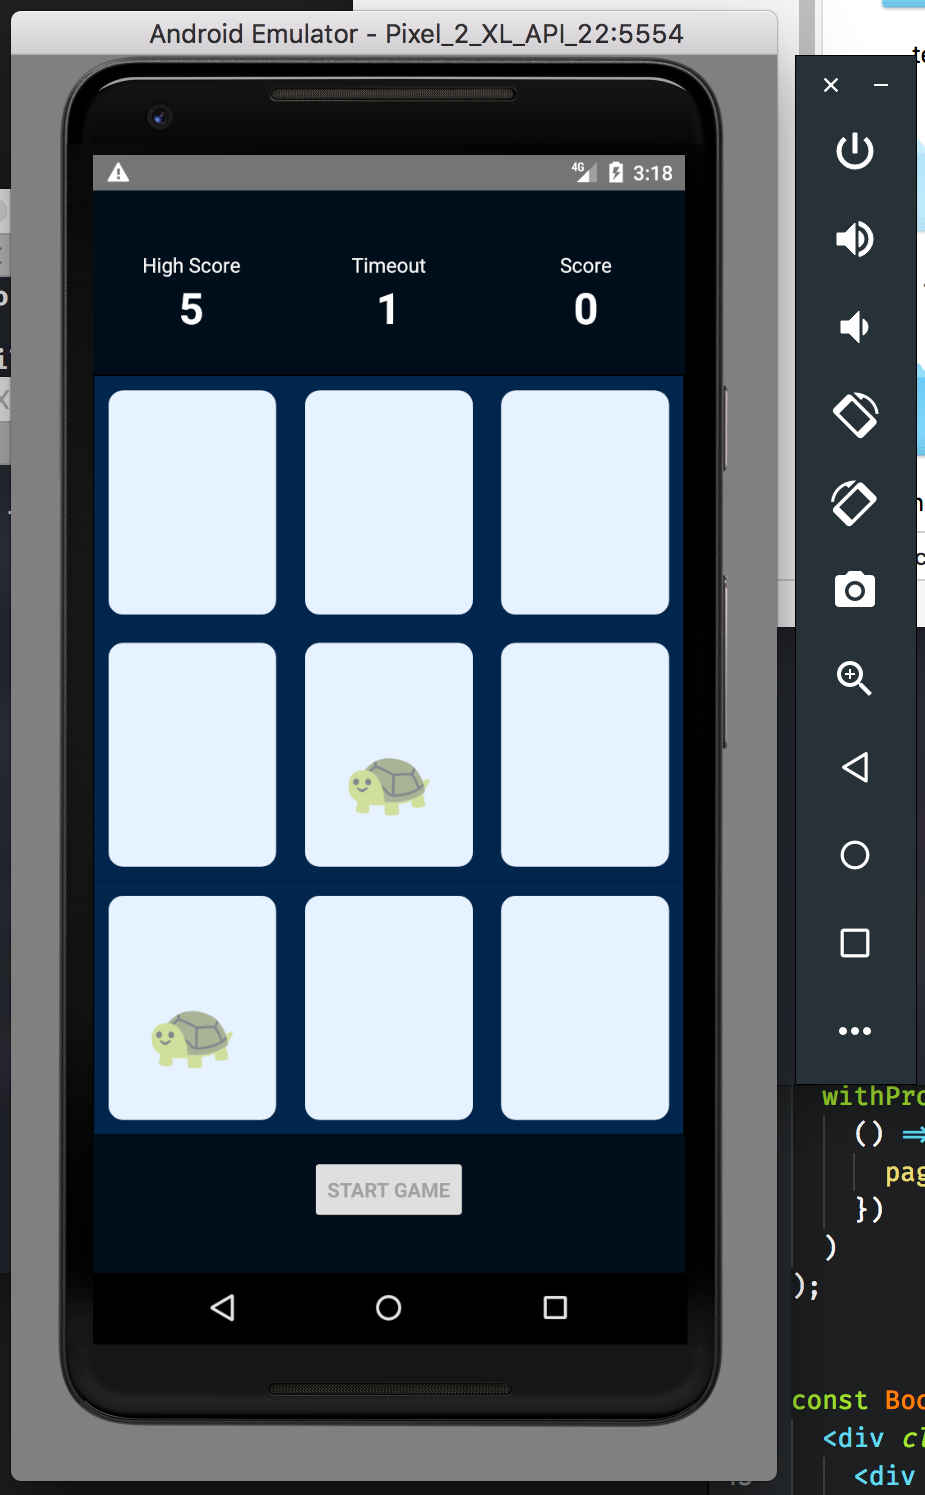 Android Emulator - Pixel_2_XL_API_22:5554
4G
3:18
High Score
Timeout
Score
5
1
0
START GAME
withPro
() =>
pag
})
)
);
const Boo
<div cl
<div